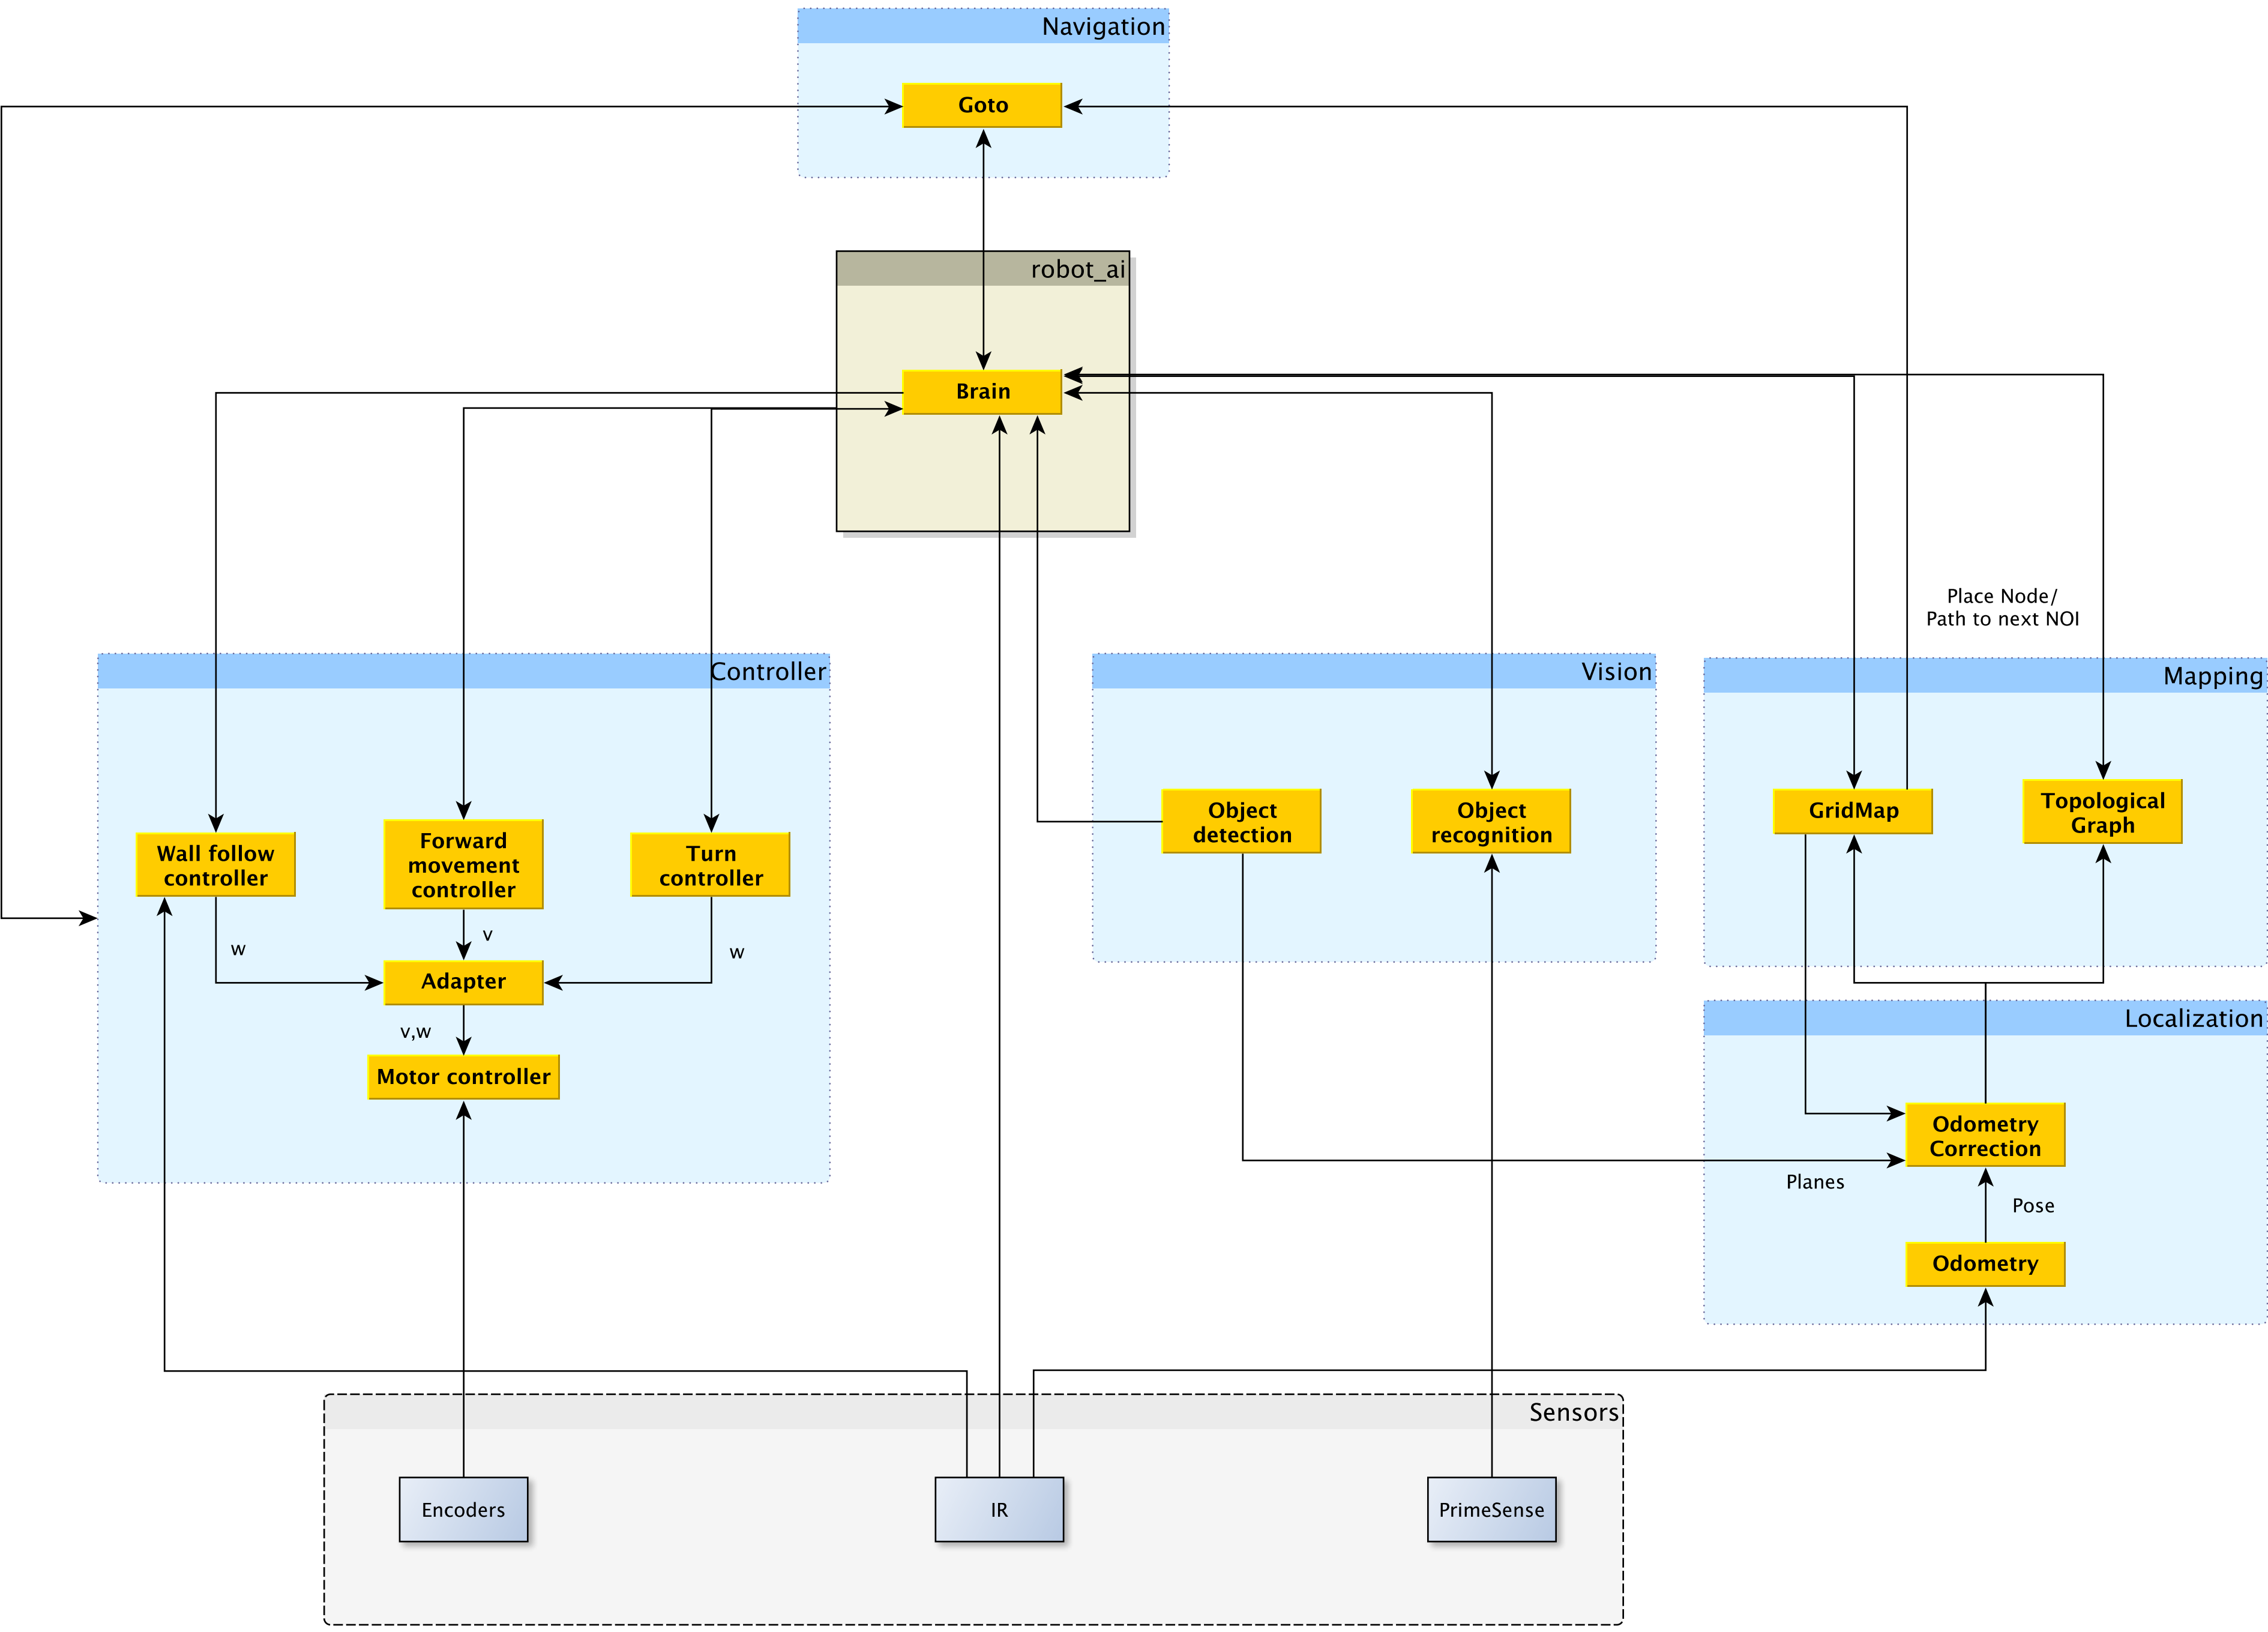 Navigation
Goto
robot_ai
Brain
Place Node/
Path to next NOI
Controller
Vision
Mapping
Wall follow
controller
Forward
movement
controller
Turn
controller
Object
detection
Object
recognition
GridMap
Topological
Graph
w
v
w
Adapter
v,w
Motor controller
Localization
Odometry
Correction
Planes
Pose
Odometry
Sensors
Encoders
IR
PrimeSense